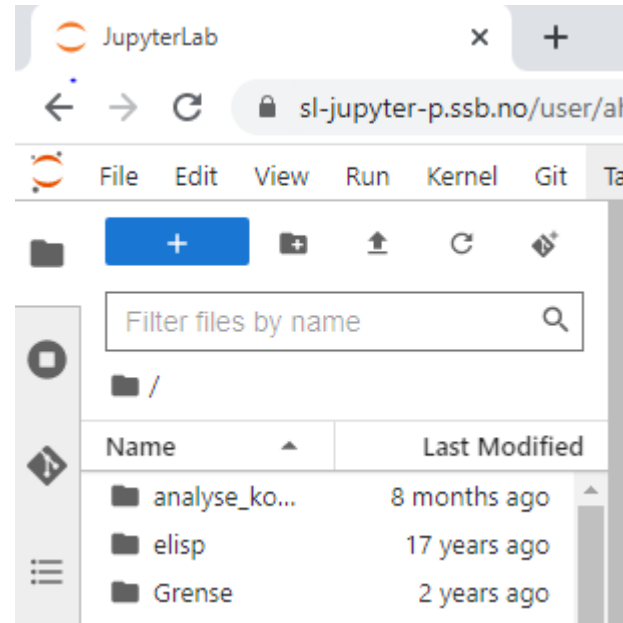 JupyterLab
sl-jupyter-p.ssb.no/user/
File Edit View Run Kernel Git
Filter files by name
/
Name Last Modified
analyse_ko... 8 months ago
elisp 17 years ago
Grense 2 years ago